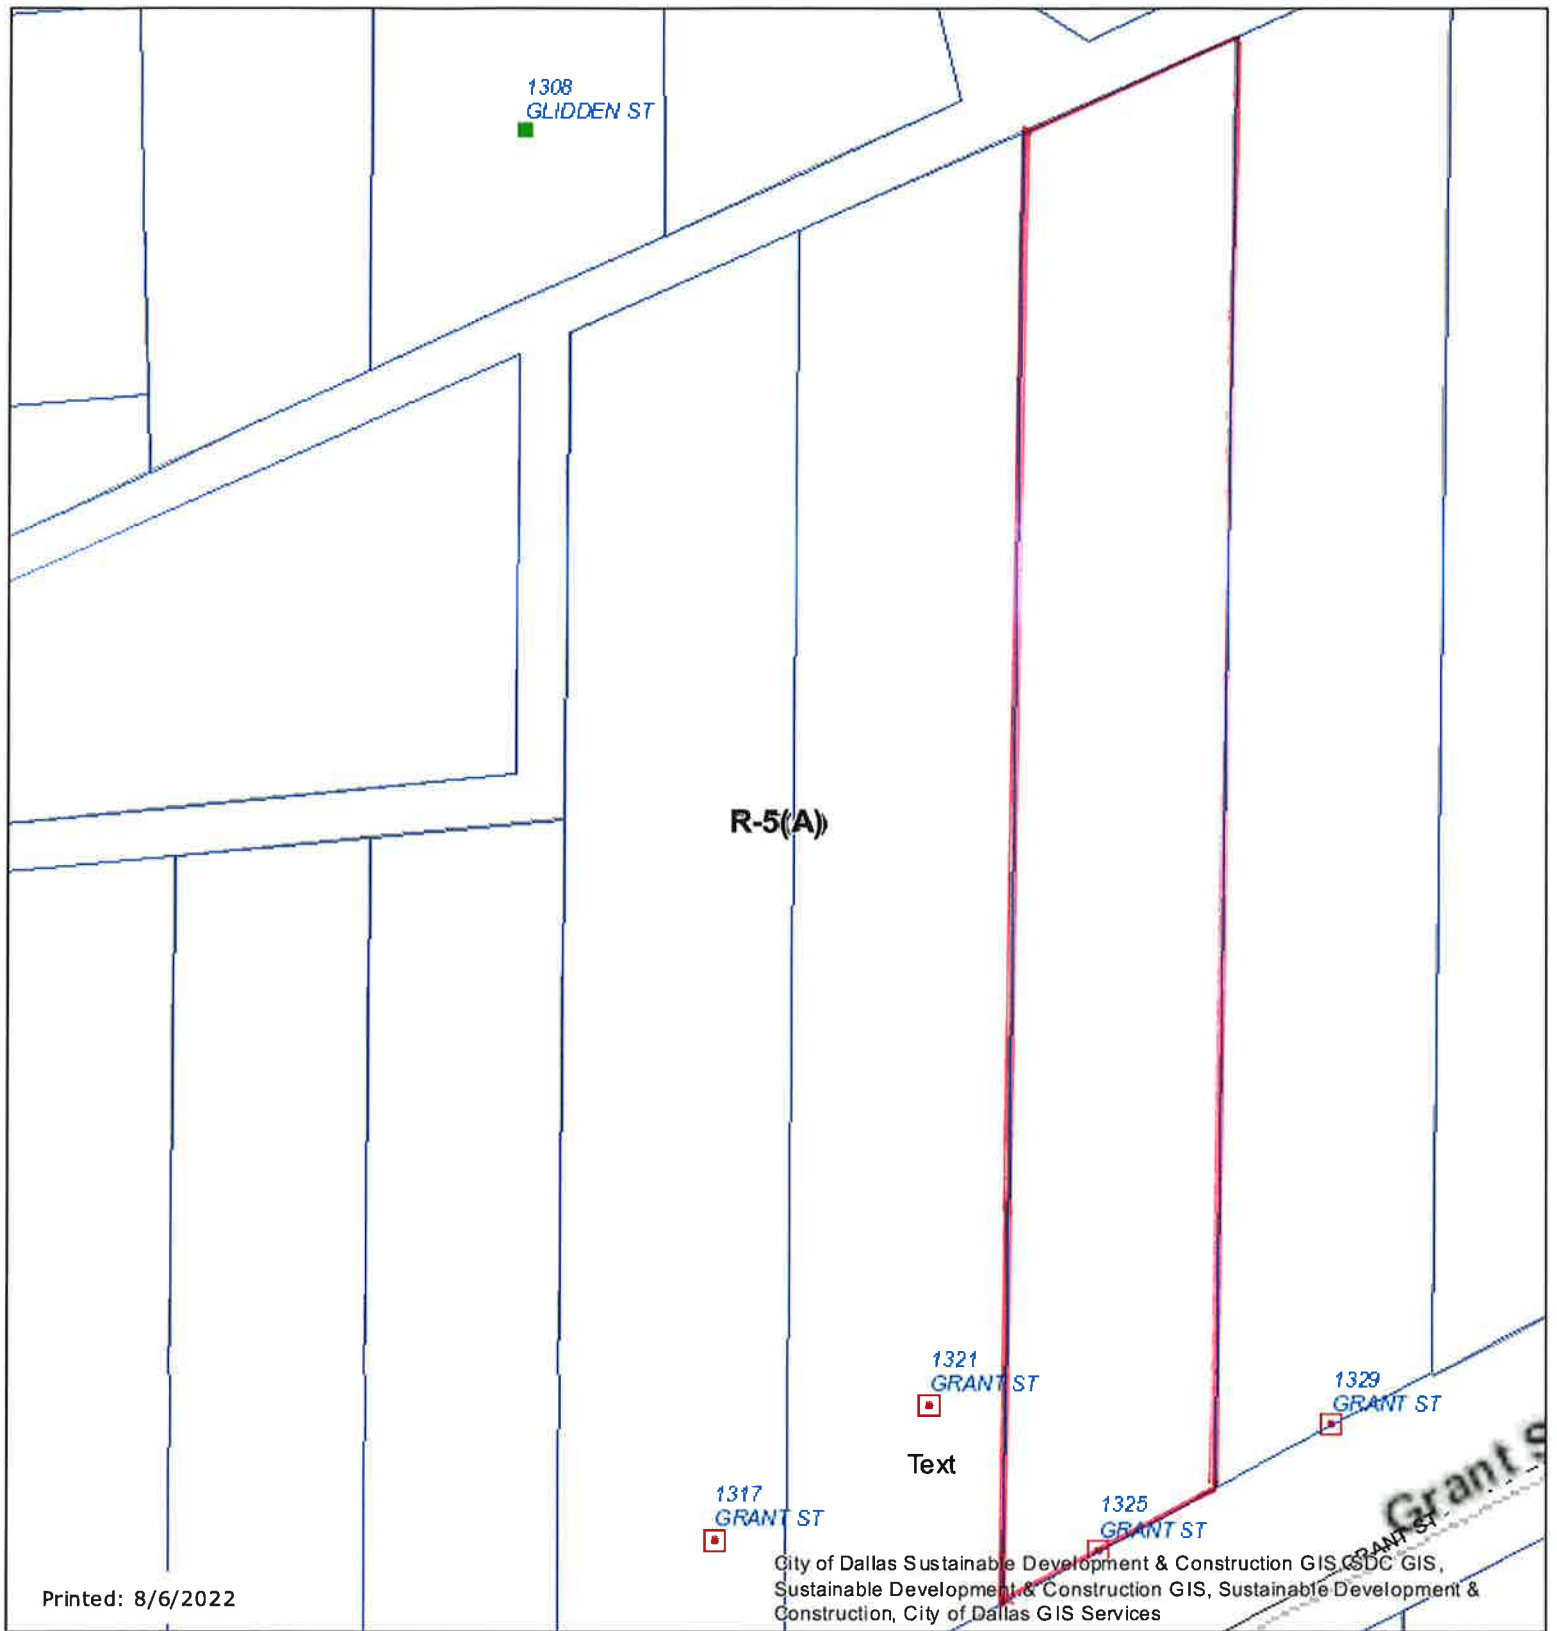 1308
GLIDDEN ST
R-5(A)
1321
GRANT ST
1329
GRANT ST
Text
Grant S
1317
GRANT ST
1325
GRANT ST
GRANT ST
City of Dallas Sustainable Development & Construction GIS, SDC GIS,
Sustainable Development & Construction GIS, Sustainable Development &
Construction, City of Dallas GIS Services
Printed: 8/6/2022